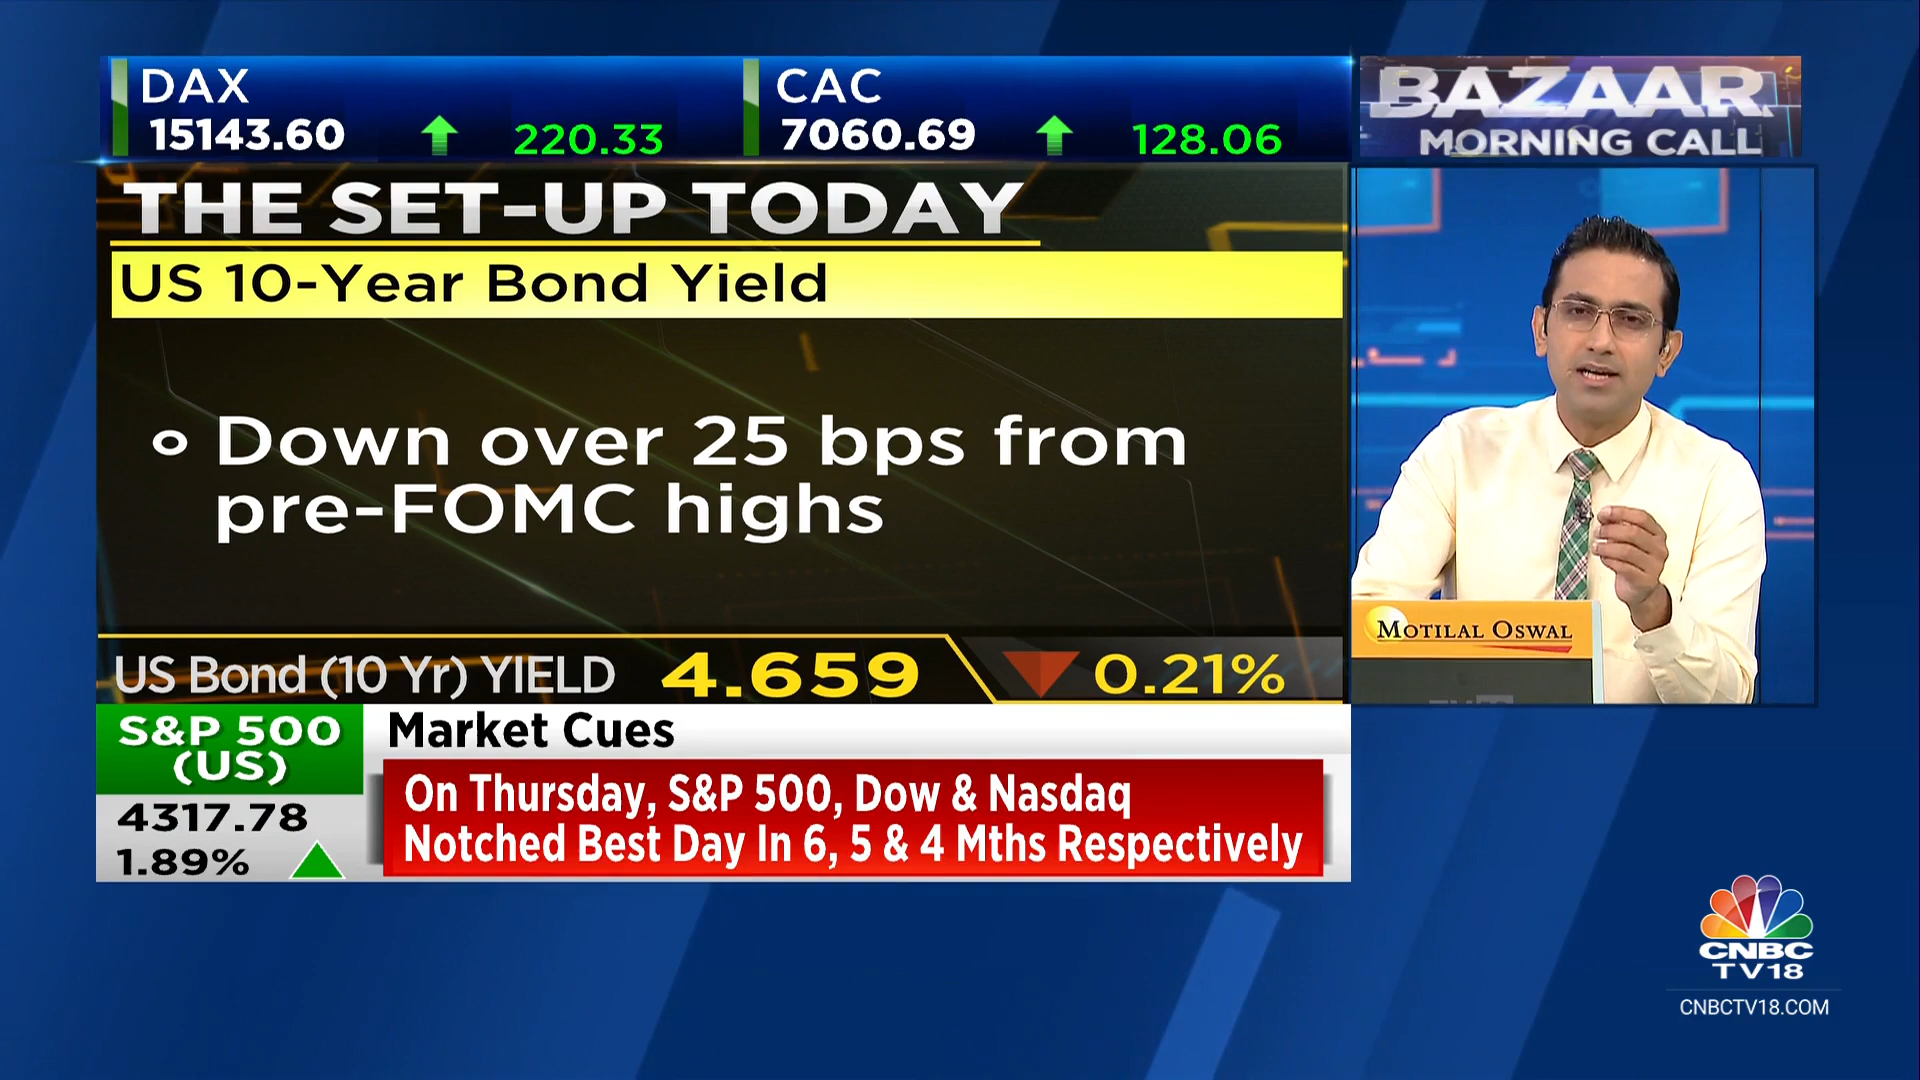 DAX
15143.60 220.33
CAC
7060.69 128.06
BAZAAR
MORNING CALL
THE SET-UP TODAY
US 10-Year Bond Yield
Down over 25 bps from
pre-FOMC highs
US Bond (10 Yr) YIELD 4.659 0.21%
MOTILAL OSWAL
S&P 500
(US)
4317.78
1.89%
Market Cues
On Thursday, S&P 500, Dow & Nasdaq
Notched Best Day In 6, 5 & 4 Mths Respectively
CNBC
TV18
CNBCTV18.COM